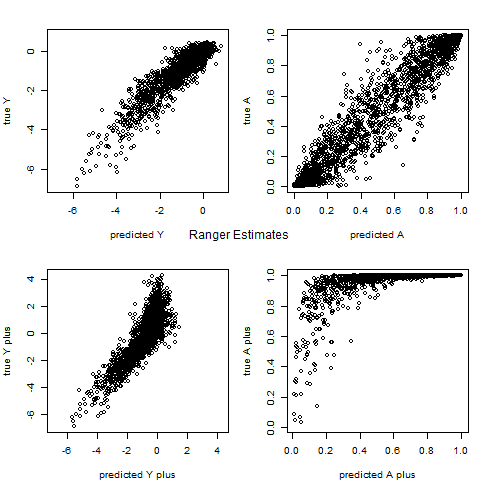 true Y
0
-2
-4
-6
-6 -4 -2 0
predicted Y
true A
1.0
0.8
0.6
0.4
0.2
0.0
0.0 0.2 0.4 0.6 0.8 1.0
predicted A
Ranger Estimates
true Y plus
4
2
0
-2
-4
-6
-6 -4 -2 0 2 4
predicted Y plus
true A plus
1.0
0.8
0.6
0.4
0.2
0.0
0.0 0.2 0.4 0.6 0.8 1.0
predicted A plus